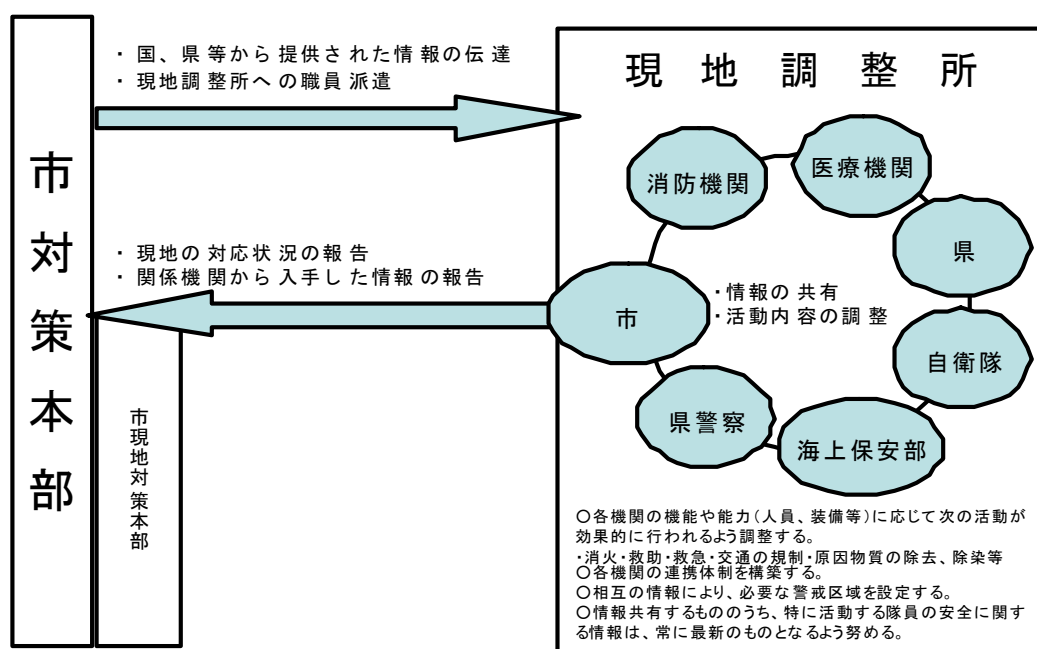 市対策本部
・国、県等から提供された情報の伝達
・現地調整所への職員派遣
・現地の対応状況の報告
・関係機関から入手した情報の報告
市現地対策本部
現地調整所
消防機関
医療機関
県
自衛隊
海上保安部
県警察
市
・情報の共有
・活動内容の調整
〇各機関の機能や能力(人員、装備等)に応じて次の活動が
効果的に行われるよう調整する。
・消火・救助・救急・交通の規制・原因物質の除去、除染等
〇各機関の連携体制を構築する。
〇相互の情報により、必要な警戒区域を設定する。
〇情報共有するもののうち、特に活動する隊員の安全に関す
る情報は、常に最新のものとなるよう努める。